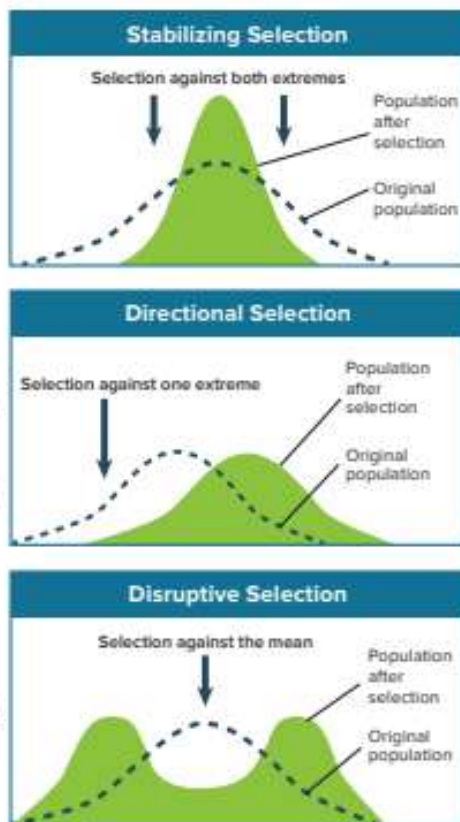 Stabilizing Selection
Selection against both extremes
Population
after
selection
Original
population
Directional Selection
Selection against one extreme
Population
after
selection
Original
population
Disruptive Selection
Selection against the mean
Population
after
selection
Original
population